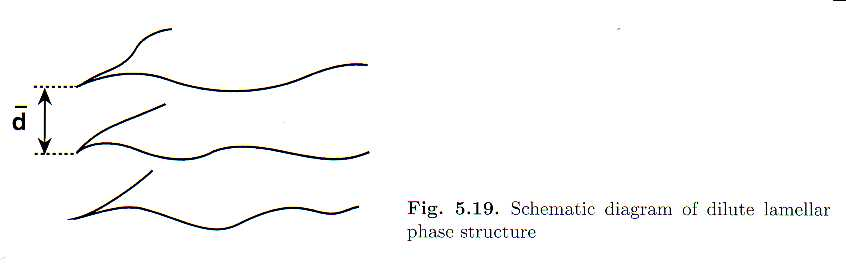 d̄
Fig. 5.19. Schematic diagram of dilute lamellar
phase structure